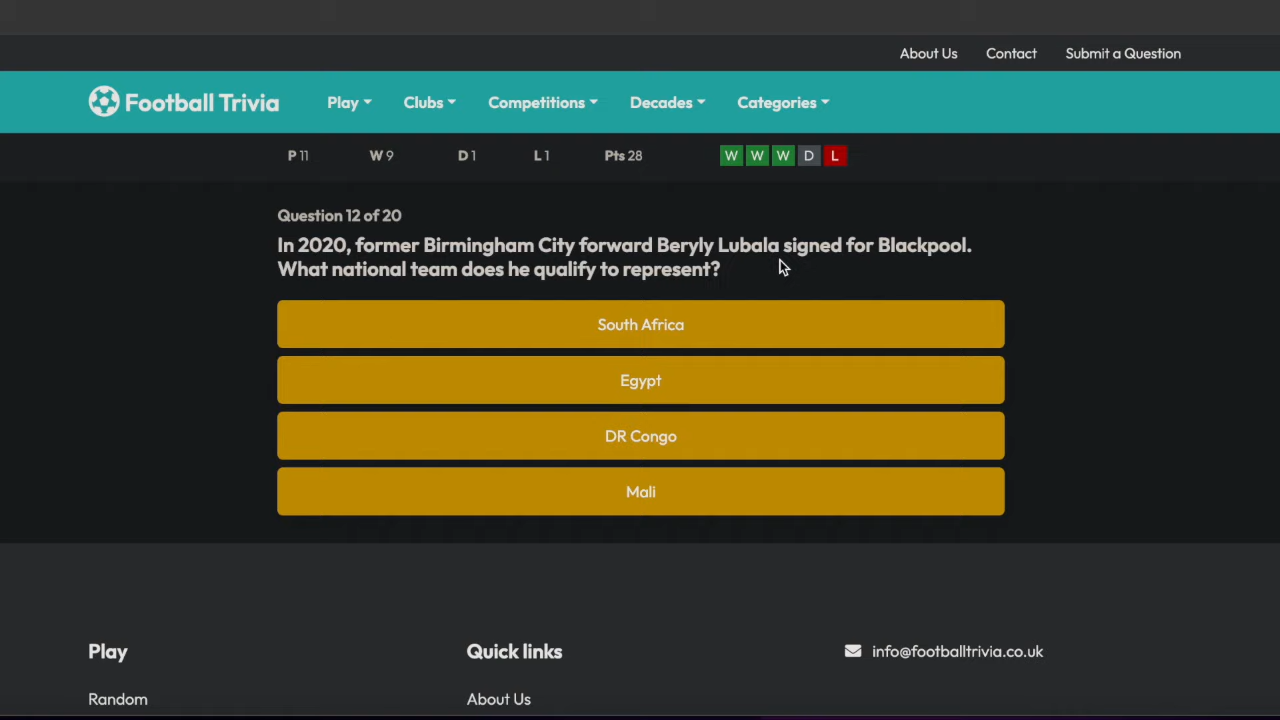 About Us Contact Submit a Question
Football Trivia Play Clubs Competitions Decades Categories
P 11 W 9 D 1 L 1 Pts 28 W W W D L
Question 12 of 20
In 2020, former Birmingham City forward Beryly Lubala signed for Blackpool.
What national team does he qualify to represent?
South Africa
Egypt
DR Congo
Mali
Play Quick links info@footballtrivia.co.uk
Random About Us